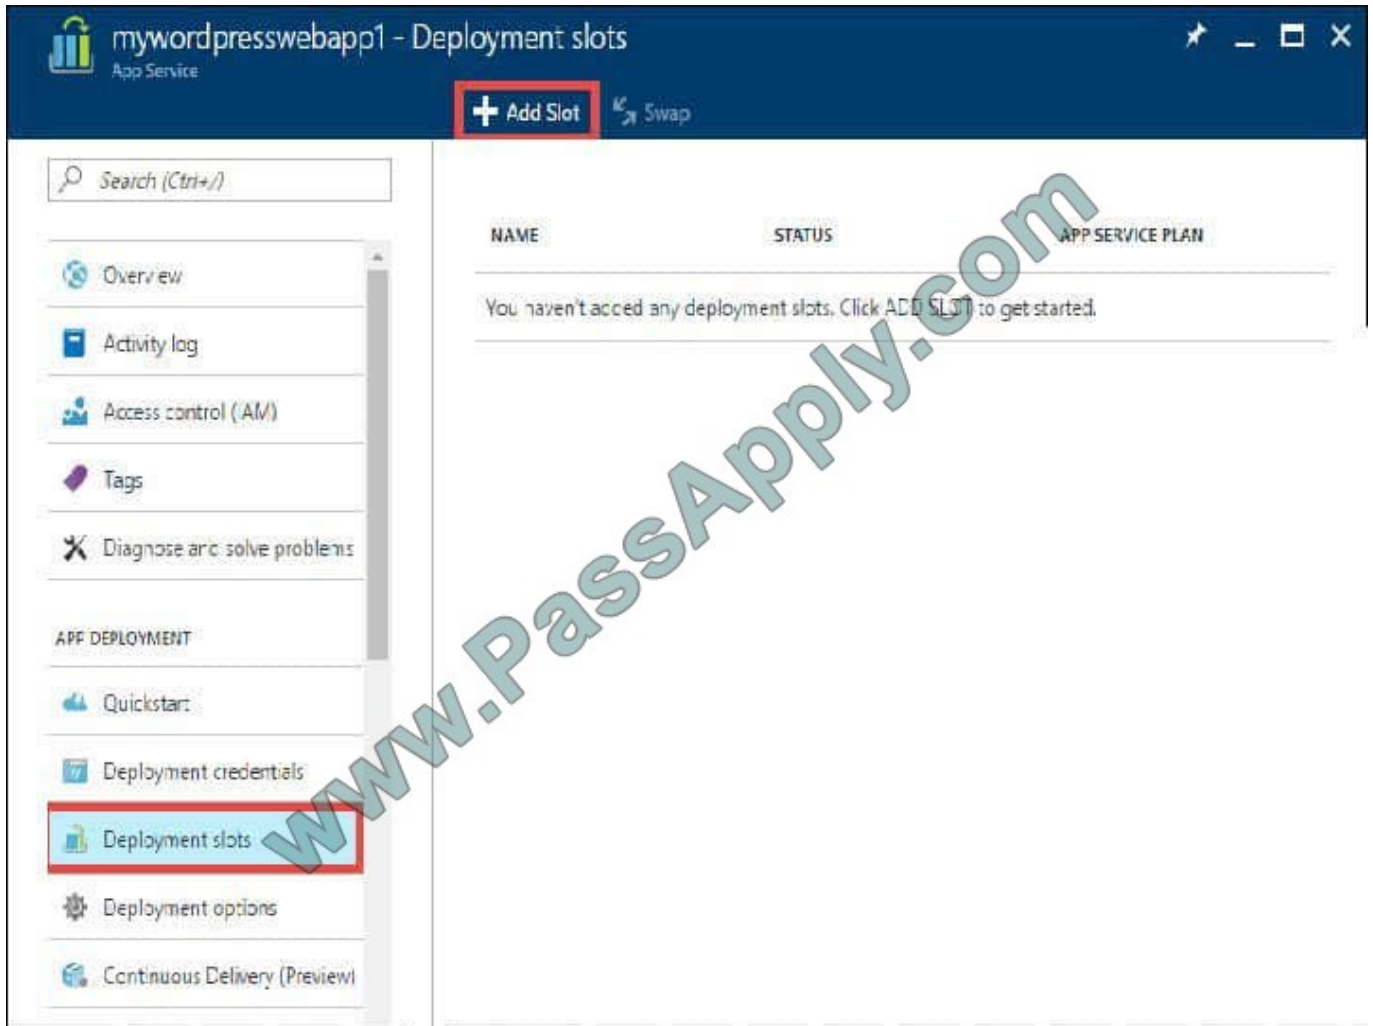 mywordpresswebapp1 - Deployment slots
App Service
Add Slot
Swap
Search (Ctrl+/)
NAME STATUS APP SERVICE PLAN
You haven't added any deployment slots. Click ADD SLOT to get started.
Overview
Activity log
Access control (IAM)
Tags
Diagnose and solve problems
APP DEPLOYMENT
Quickstart
Deployment credentials
Deployment slots
Deployment options
Continuous Delivery (Preview)
www.PassApply.com